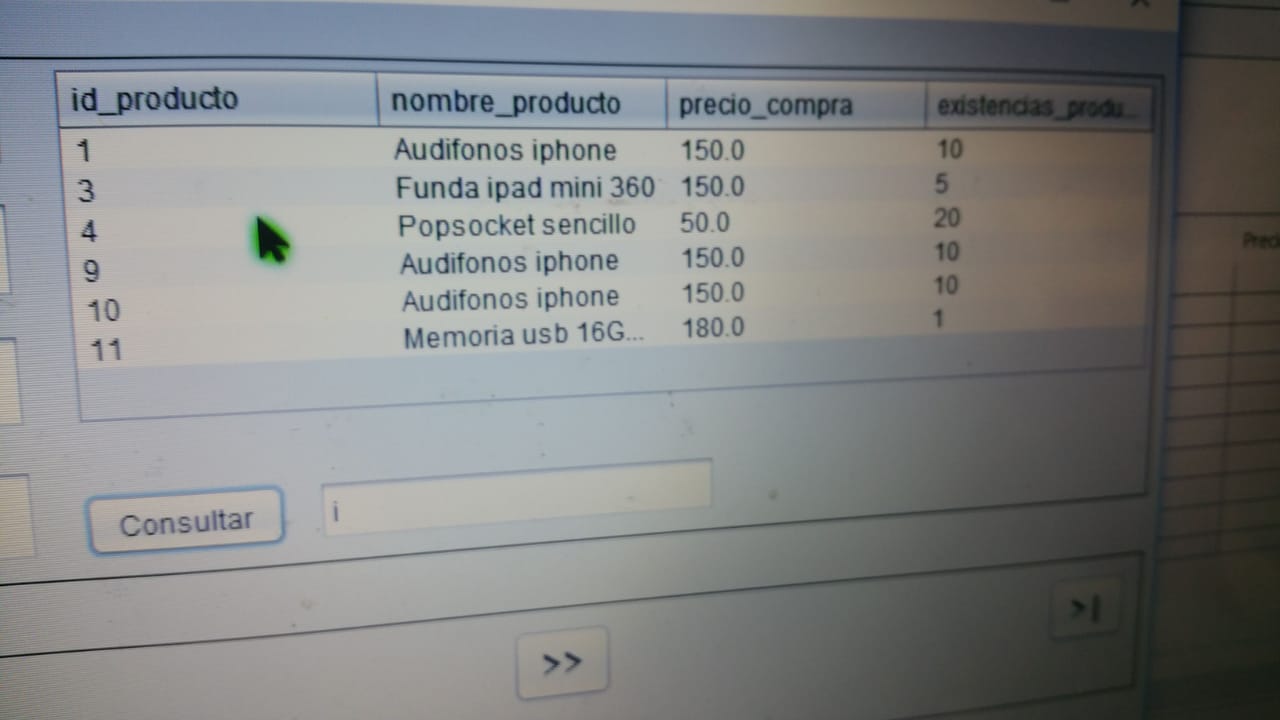 id_producto nombre_producto precio_compra existencias_produ...
1 Audifonos iphone 150.0 10
3 Funda ipad mini 360 150.0 5
4 Popsocket sencillo 50.0 20
9 Audifonos iphone 150.0 10
10 Audifonos iphone 150.0 10
11 Memoria usb 16G... 180.0 1
Consultar i
>> >|